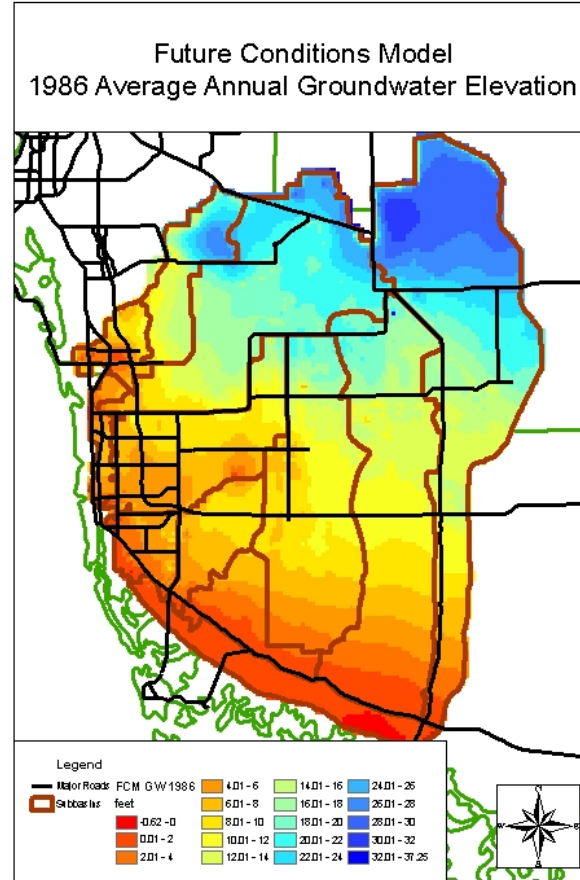 Future Conditions Model
1986 Average Annual Groundwater Elevation
Legend
Major Roads
Subbasins
FCM GW 1986
feet
-0.62 - 0
0.01 - 2
2.01 - 4
4.01 - 6
6.01 - 8
8.01 - 10
10.01 - 12
12.01 - 14
14.01 - 16
16.01 - 18
18.01 - 20
20.01 - 22
22.01 - 24
24.01 - 26
26.01 - 28
28.01 - 30
30.01 - 32
32.01 - 37.25
N
W
E
S